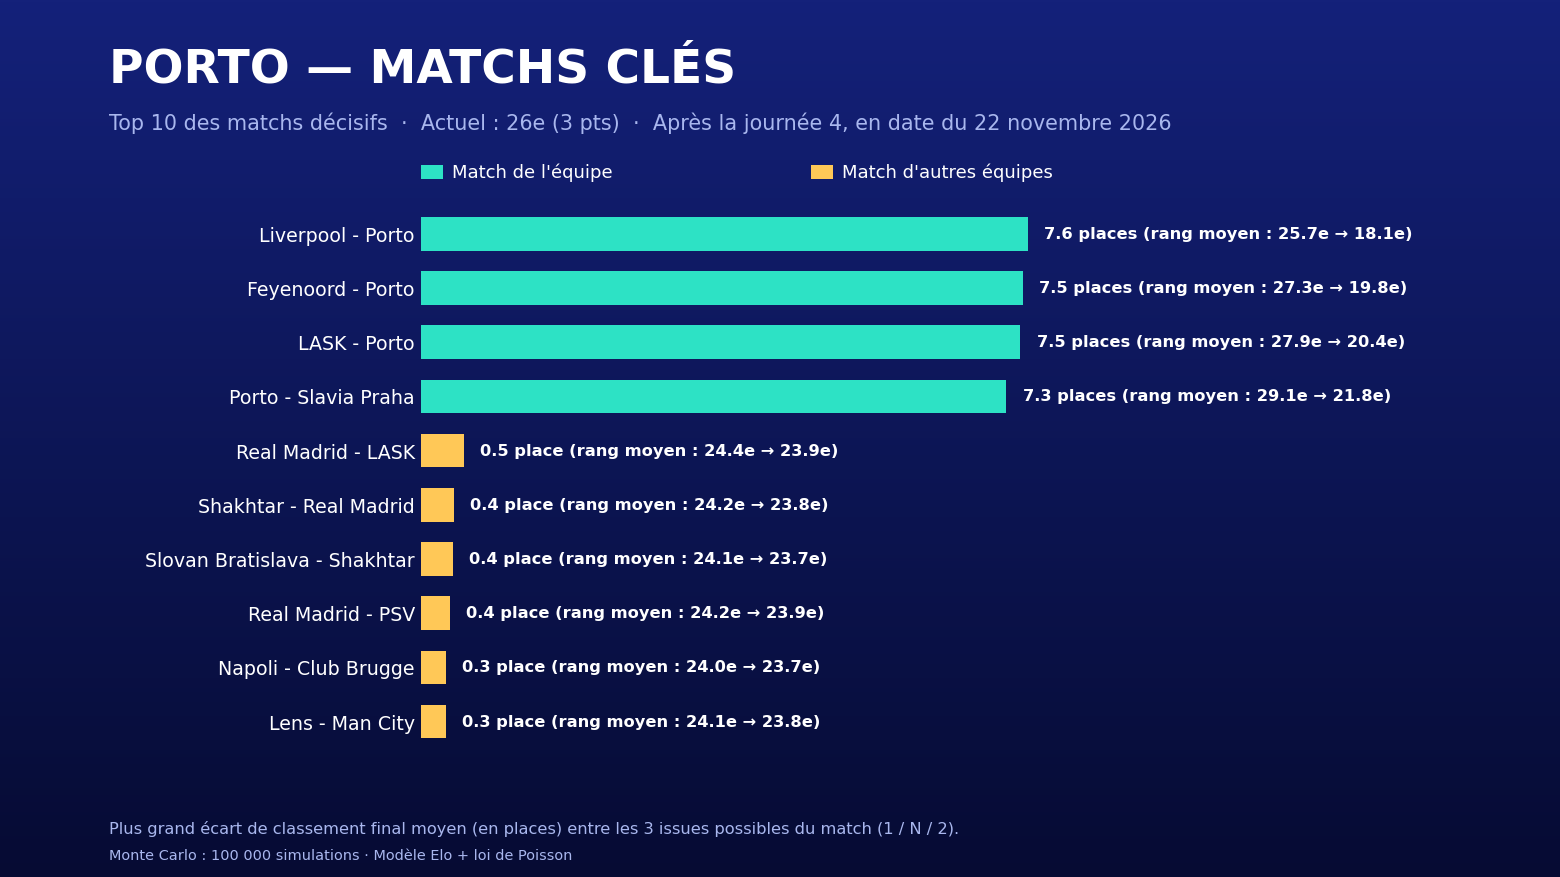 PORTO — MATCHS CLÉS
Top 10 des matchs décisifs · Actuel : 26e (3 pts) · Après la journée 4, en date du 22 novembre 2026
Match de l'équipe
Match d'autres équipes
Liverpool - Porto 7.6 places (rang moyen : 25.7e → 18.1e)
Feyenoord - Porto 7.5 places (rang moyen : 27.3e → 19.8e)
LASK - Porto 7.5 places (rang moyen : 27.9e → 20.4e)
Porto - Slavia Praha 7.3 places (rang moyen : 29.1e → 21.8e)
Real Madrid - LASK 0.5 place (rang moyen : 24.4e → 23.9e)
Shakhtar - Real Madrid 0.4 place (rang moyen : 24.2e → 23.8e)
Slovan Bratislava - Shakhtar 0.4 place (rang moyen : 24.1e → 23.7e)
Real Madrid - PSV 0.4 place (rang moyen : 24.2e → 23.9e)
Napoli - Club Brugge 0.3 place (rang moyen : 24.0e → 23.7e)
Lens - Man City 0.3 place (rang moyen : 24.1e → 23.8e)
Plus grand écart de classement final moyen (en places) entre les 3 issues possibles du match (1 / N / 2).
Monte Carlo : 100 000 simulations · Modèle Elo + loi de Poisson